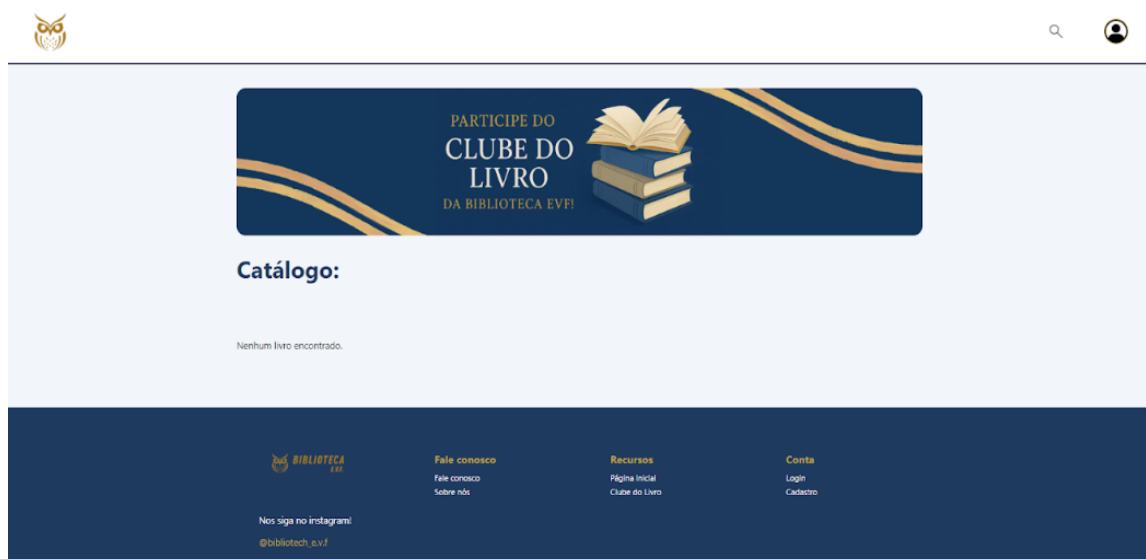 PARTICIPE DO
CLUBE DO
LIVRO
DA BIBLIOTECA EVF!
Catálogo:
Nenhum livro encontrado.
BIBLIOTECA
E.V.F.
Fale conosco
Fale conosco
Sobre nós
Recursos
Página Inicial
Clube do Livro
Conta
Login
Cadastro
Nos siga no instagram!
@bibliotech_e.v.f